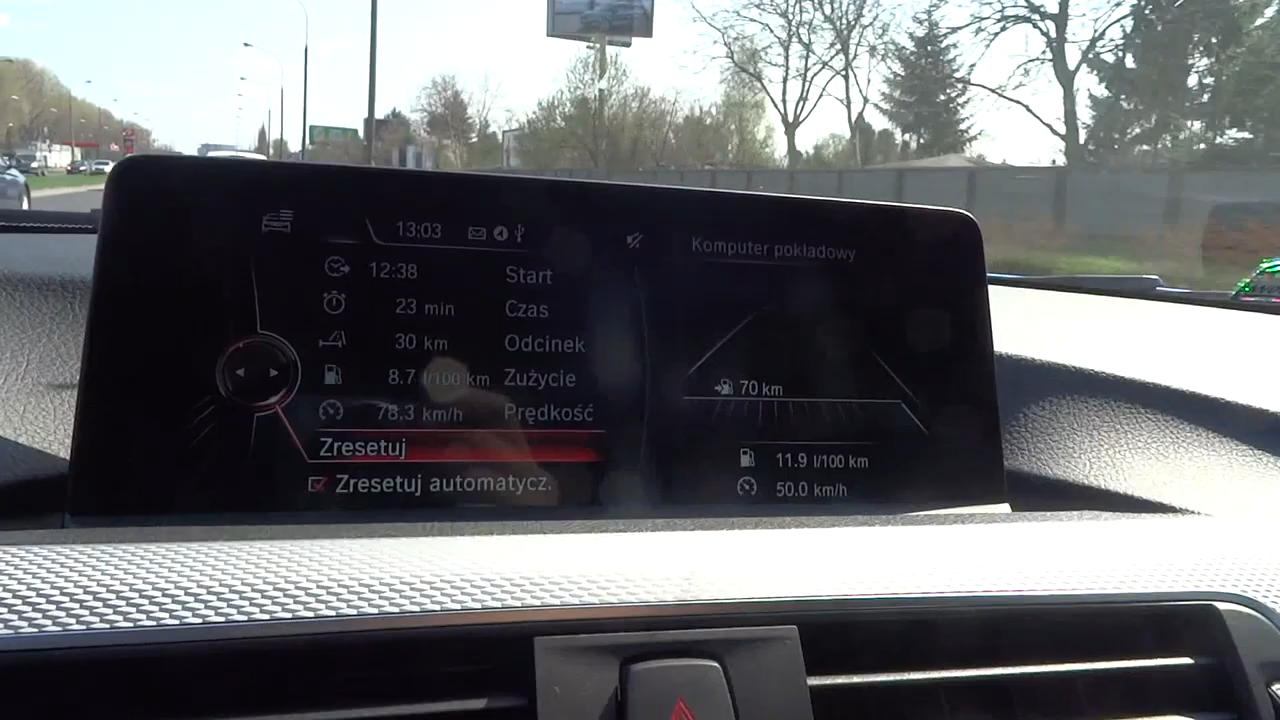 13:03
Komputer pokładowy
12:38 Start
23 min Czas
30 km Odcinek
8.7 l/100 km Zużycie
78.3 km/h Prędkość
Zresetuj
Zresetuj automatycz.
70 km
11.9 l/100 km
50.0 km/h